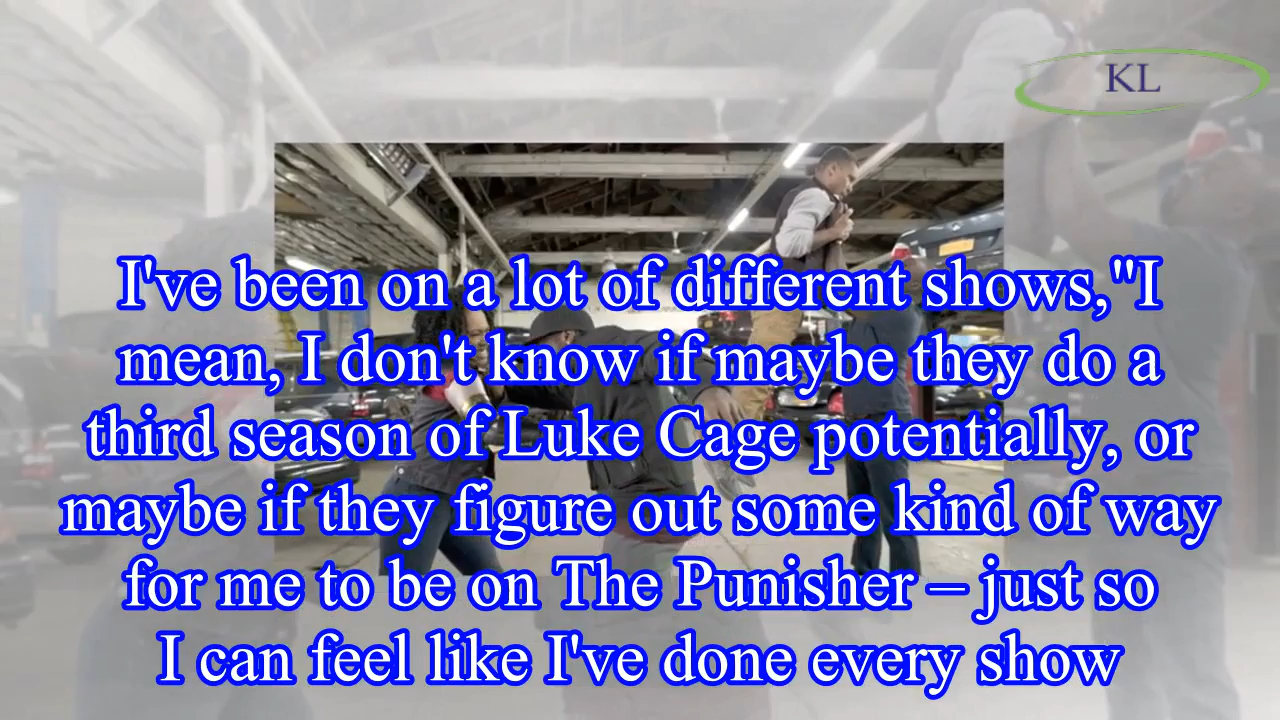 KL
I've been on a lot of different shows,"I
mean, I don't know if maybe they do a
third season of Luke Cage potentially, or
maybe if they figure out some kind of way
for me to be on The Punisher – just so
I can feel like I've done every show